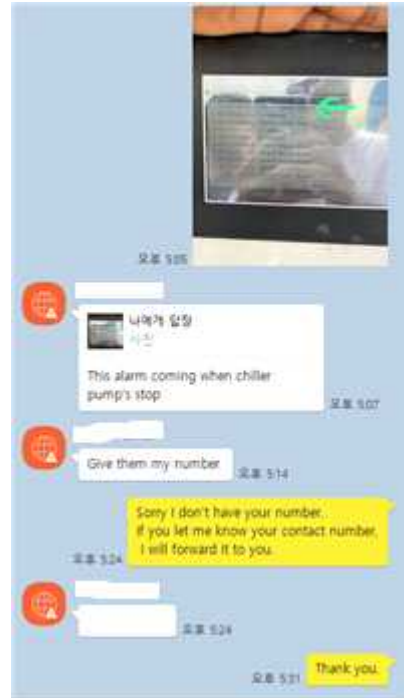 오후 5:05
나에게 답장
사진
This alarm coming when chiller
pump's stop
오후 5:07
Give them my number
오후 5:14
Sorry I don't have your number.
if you let me know your contact number,
I will forward it to you.
오후 5:24
오후 5:24
Thank you.
오후 5:31